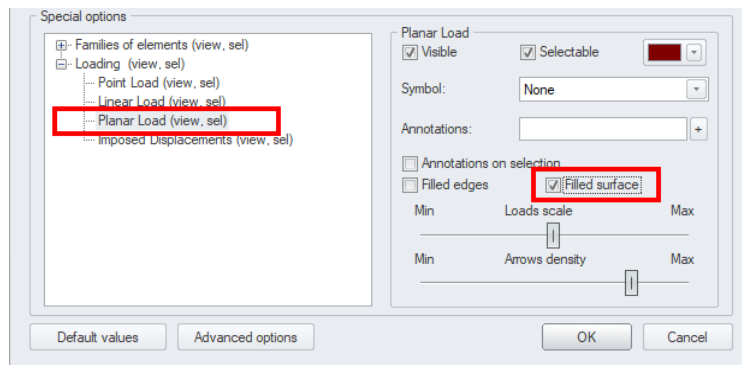 Special options
Families of elements (view, sel)
Loading (view, sel)
Point Load (view, sel)
Linear Load (view, sel)
Planar Load (view, sel)
Imposed Displacements (view, sel)
Planar Load
Visible Selectable
Symbol: None
Annotations: +
Annotations on selection
Filled edges Filled surface
Min Loads scale Max
Min Arrows density Max
Default values Advanced options OK Cancel